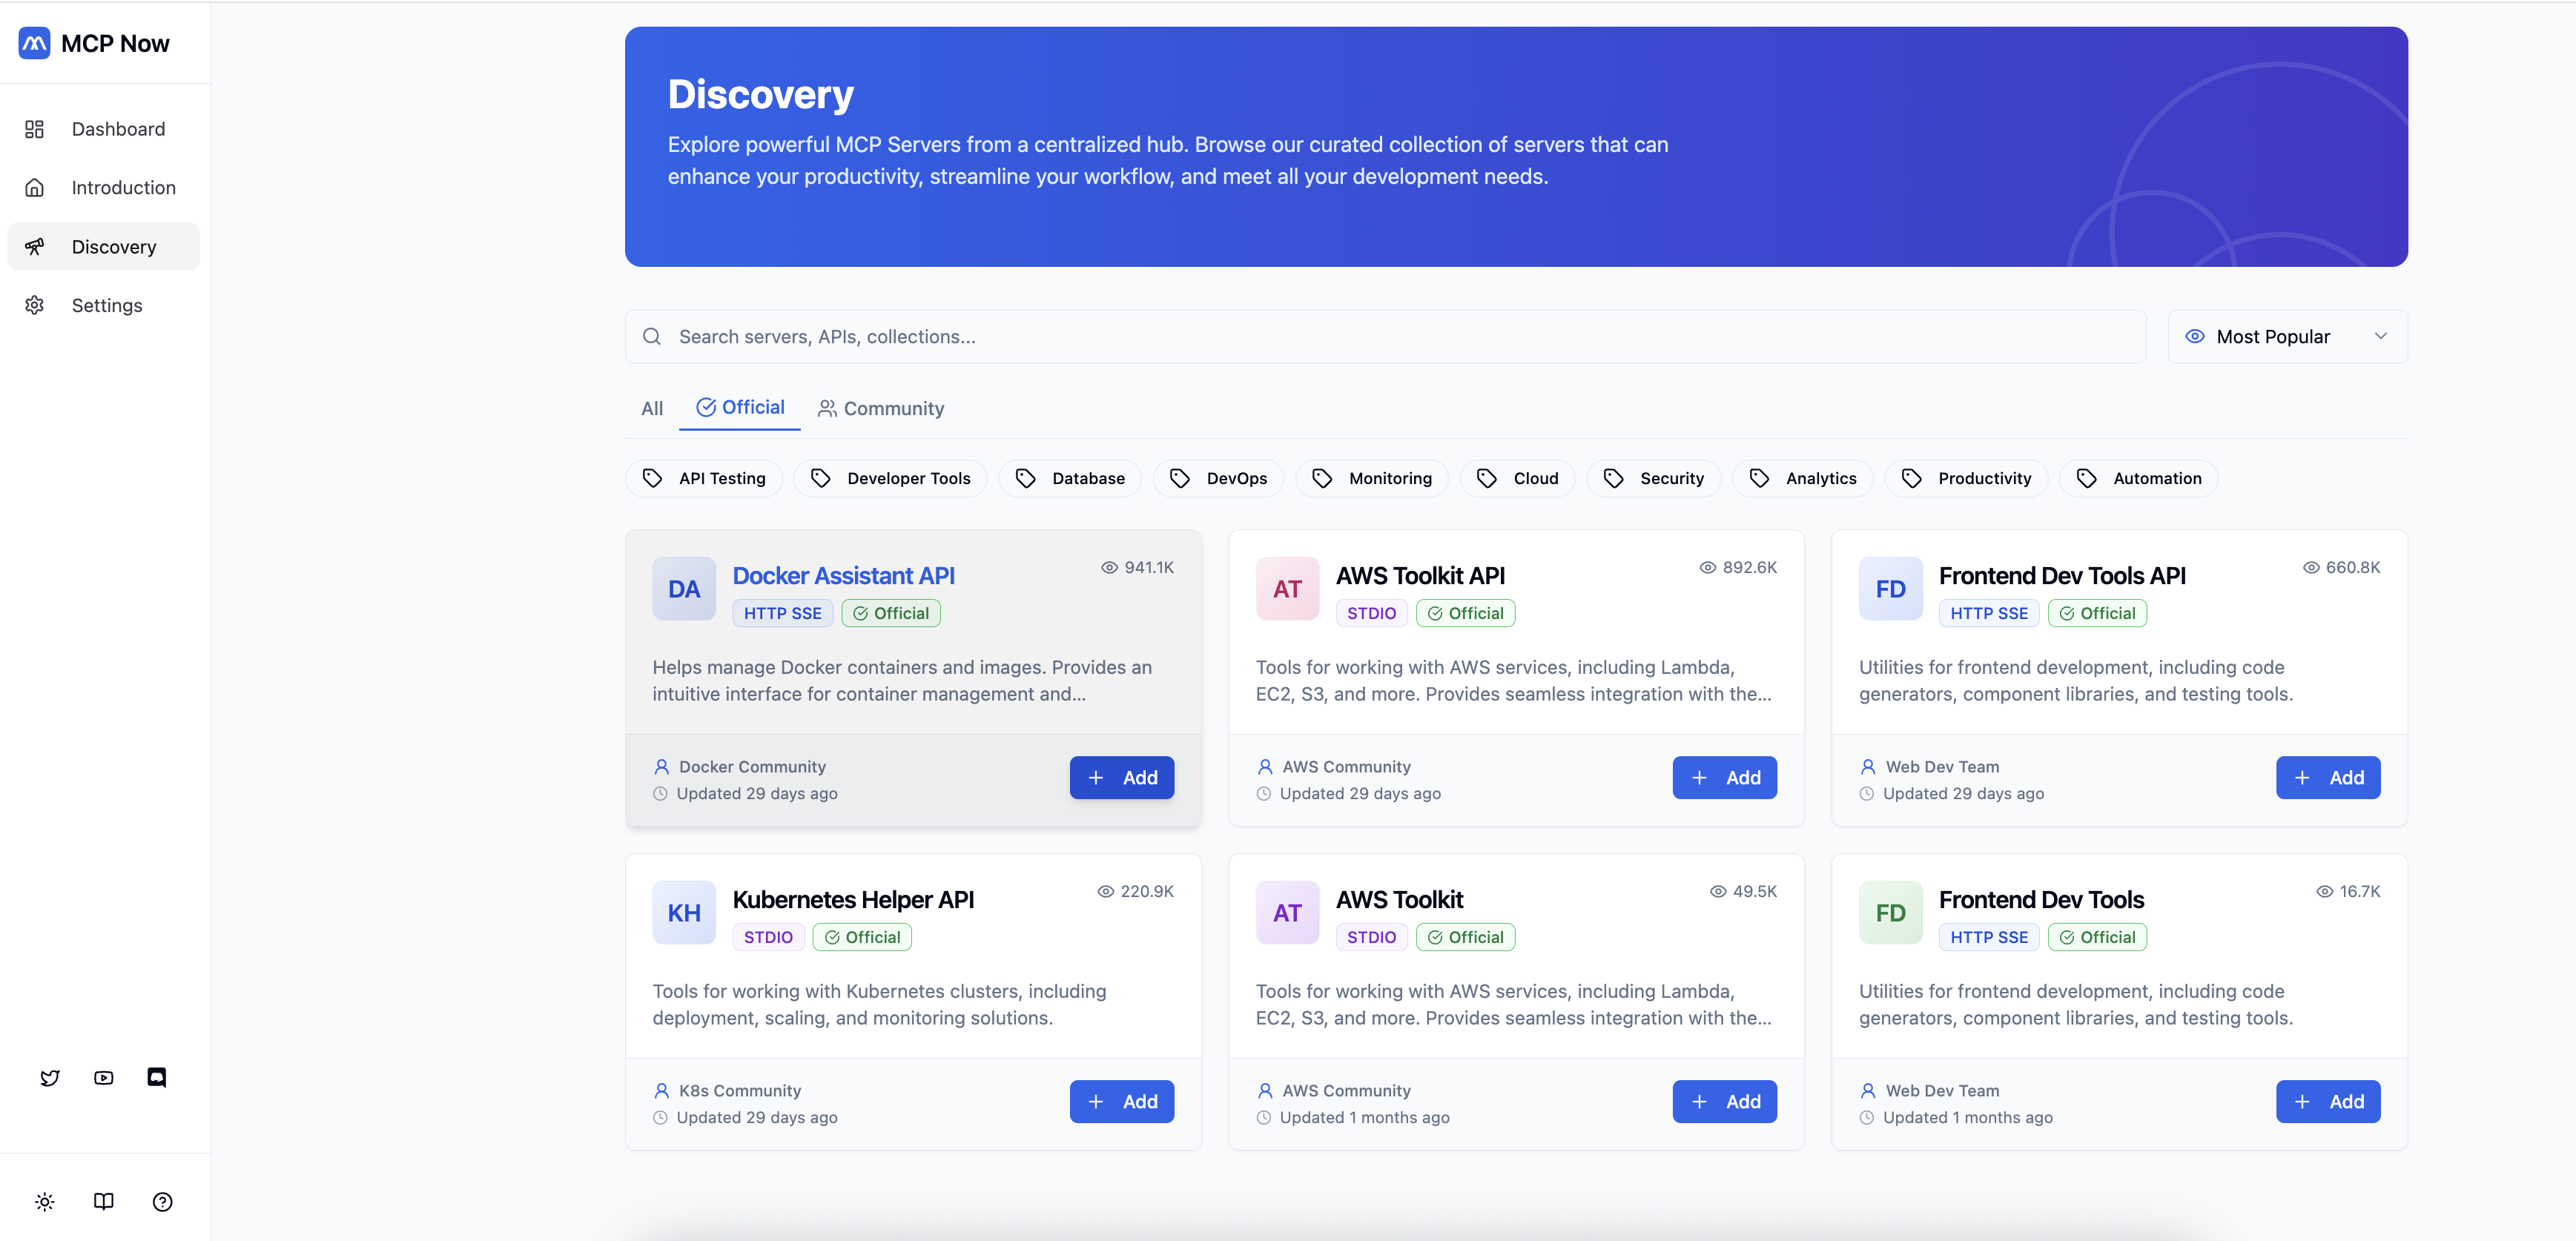 MCP Now
Dashboard
Introduction
Discovery
Settings
Discovery
Explore powerful MCP Servers from a centralized hub. Browse our curated collection of servers that can
enhance your productivity, streamline your workflow, and meet all your development needs.
Search servers, APIs, collections...
Most Popular
All Official Community
API Testing Developer Tools Database DevOps Monitoring Cloud Security Analytics Productivity Automation
DA
Docker Assistant API
941.1K
HTTP SSE Official
Helps manage Docker containers and images. Provides an
intuitive interface for container management and...
Docker Community
Updated 29 days ago
+ Add
AT
AWS Toolkit API
892.6K
STDIO Official
Tools for working with AWS services, including Lambda,
EC2, S3, and more. Provides seamless integration with the...
AWS Community
Updated 29 days ago
+ Add
FD
Frontend Dev Tools API
660.8K
HTTP SSE Official
Utilities for frontend development, including code
generators, component libraries, and testing tools.
Web Dev Team
Updated 29 days ago
+ Add
KH
Kubernetes Helper API
220.9K
STDIO Official
Tools for working with Kubernetes clusters, including
deployment, scaling, and monitoring solutions.
K8s Community
Updated 29 days ago
+ Add
AT
AWS Toolkit
49.5K
STDIO Official
Tools for working with AWS services, including Lambda,
EC2, S3, and more. Provides seamless integration with the...
AWS Community
Updated 1 months ago
+ Add
FD
Frontend Dev Tools
16.7K
HTTP SSE Official
Utilities for frontend development, including code
generators, component libraries, and testing tools.
Web Dev Team
Updated 1 months ago
+ Add